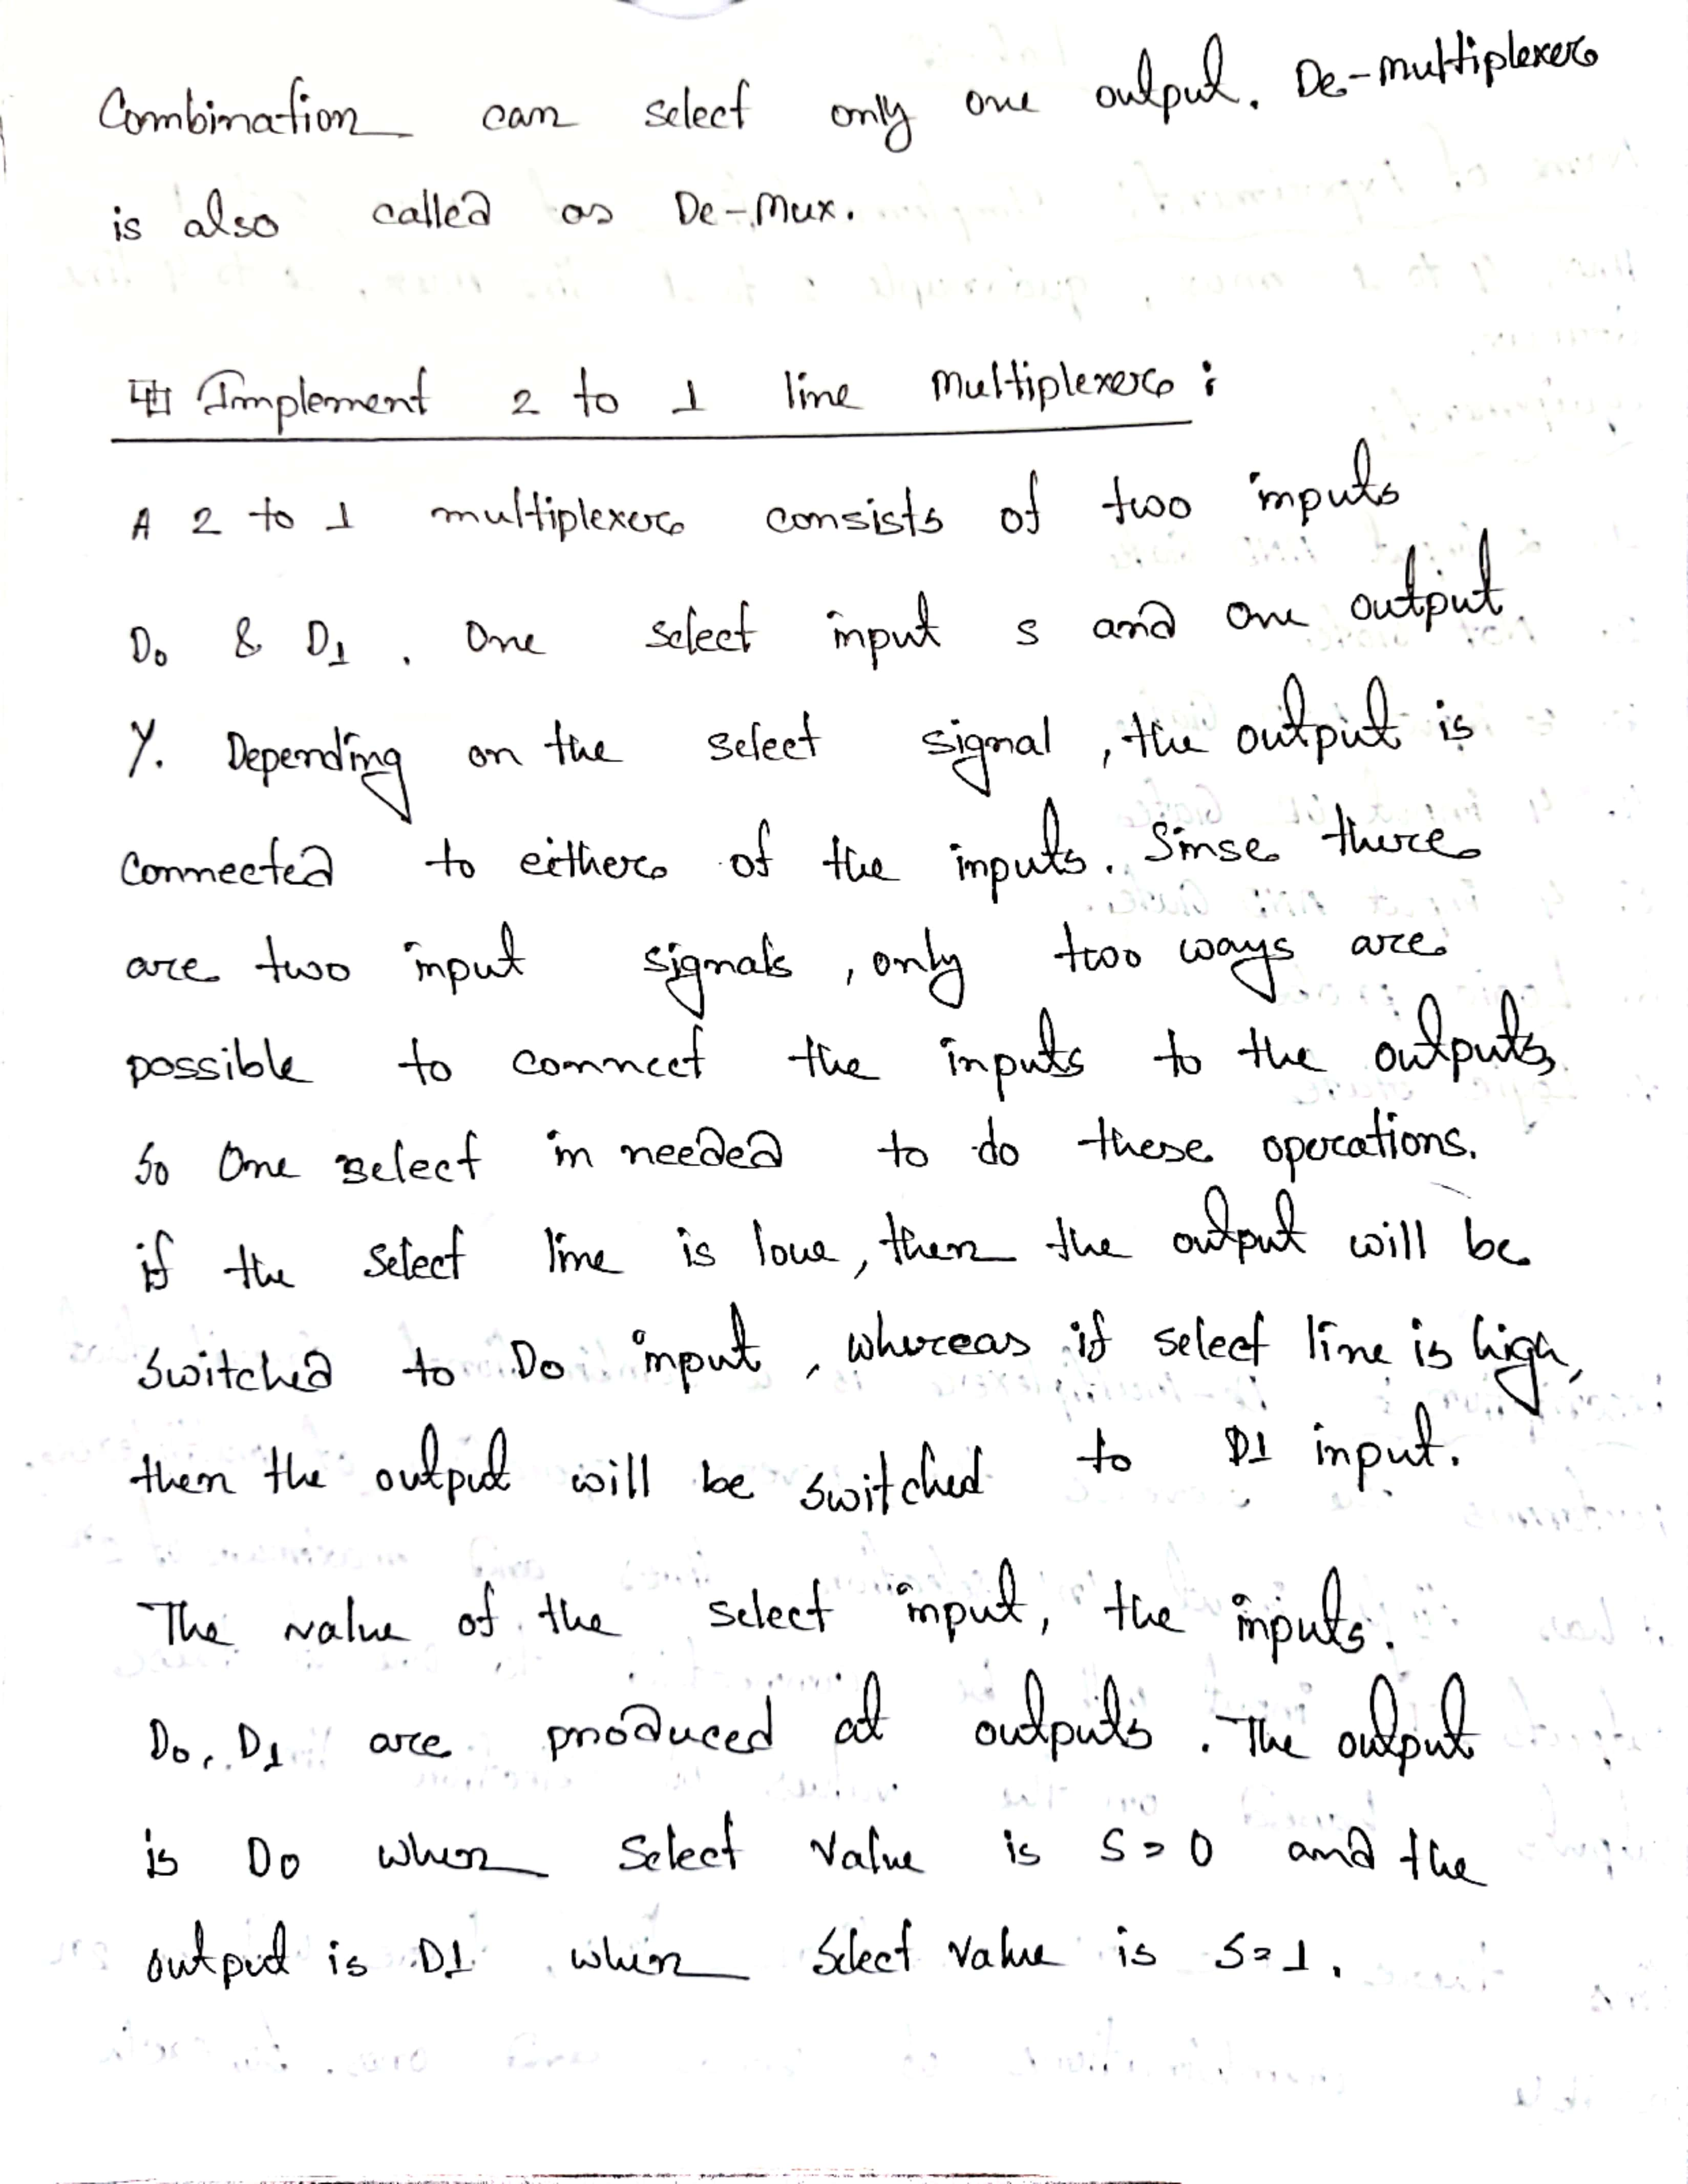 Combination can select only one output. De-multiplexer
is also called as De-Mux.
Implement 2 to 1 line Multiplexer:
A 2 to 1 multiplexer consists of two inputs
D0 & D1. One select input s and one output
Y. Depending on the select signal, the output is
connected to either of the inputs. Sinse there
are two input signals, only two ways are
possible to connect the inputs to the outputs,
so One select in needed to do these operations.
if the select line is lowe, then the output will be
switched to Do input, whereas if select line is high,
then the output will be switched to D1 input.
The value of the select input, the inputs.
Do, D1 are produced at outputs. The output
is Do when Select value is S=0 and the
output is D1 when Select value is S=1.